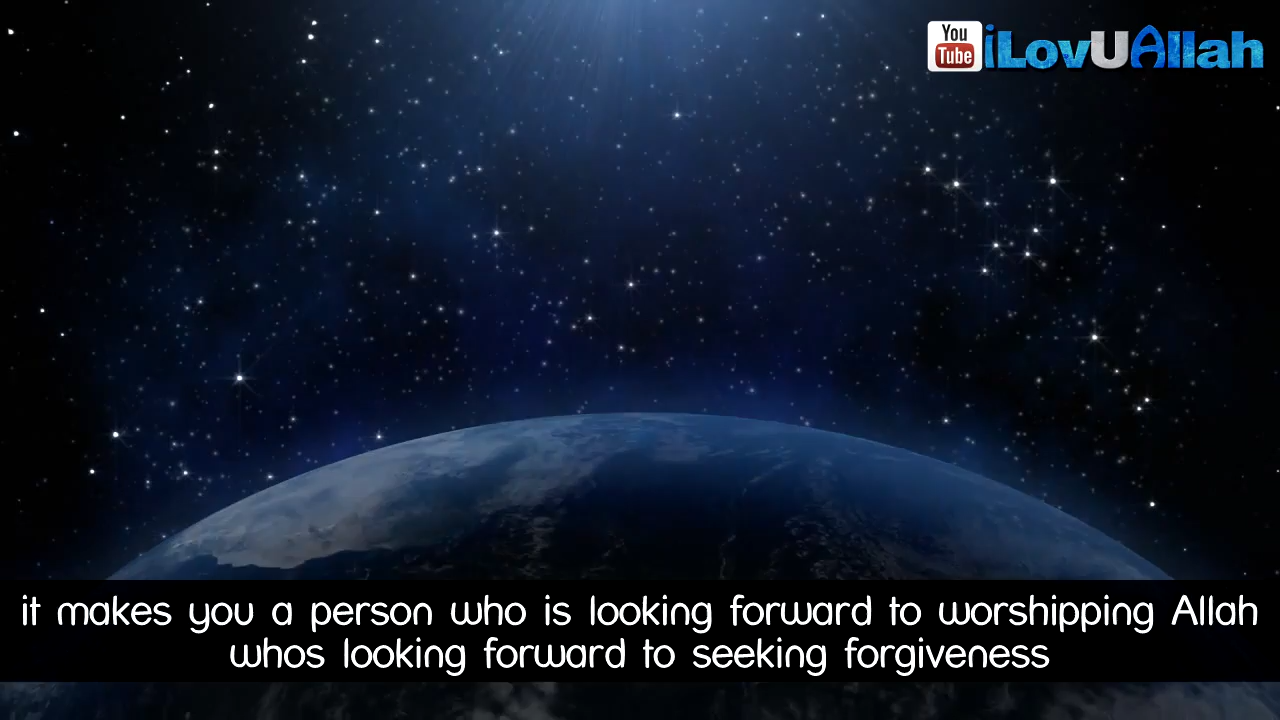 You
Tube
iLovUAllah
it makes you a person who is looking forward to worshipping Allah
whos looking forward to seeking forgiveness